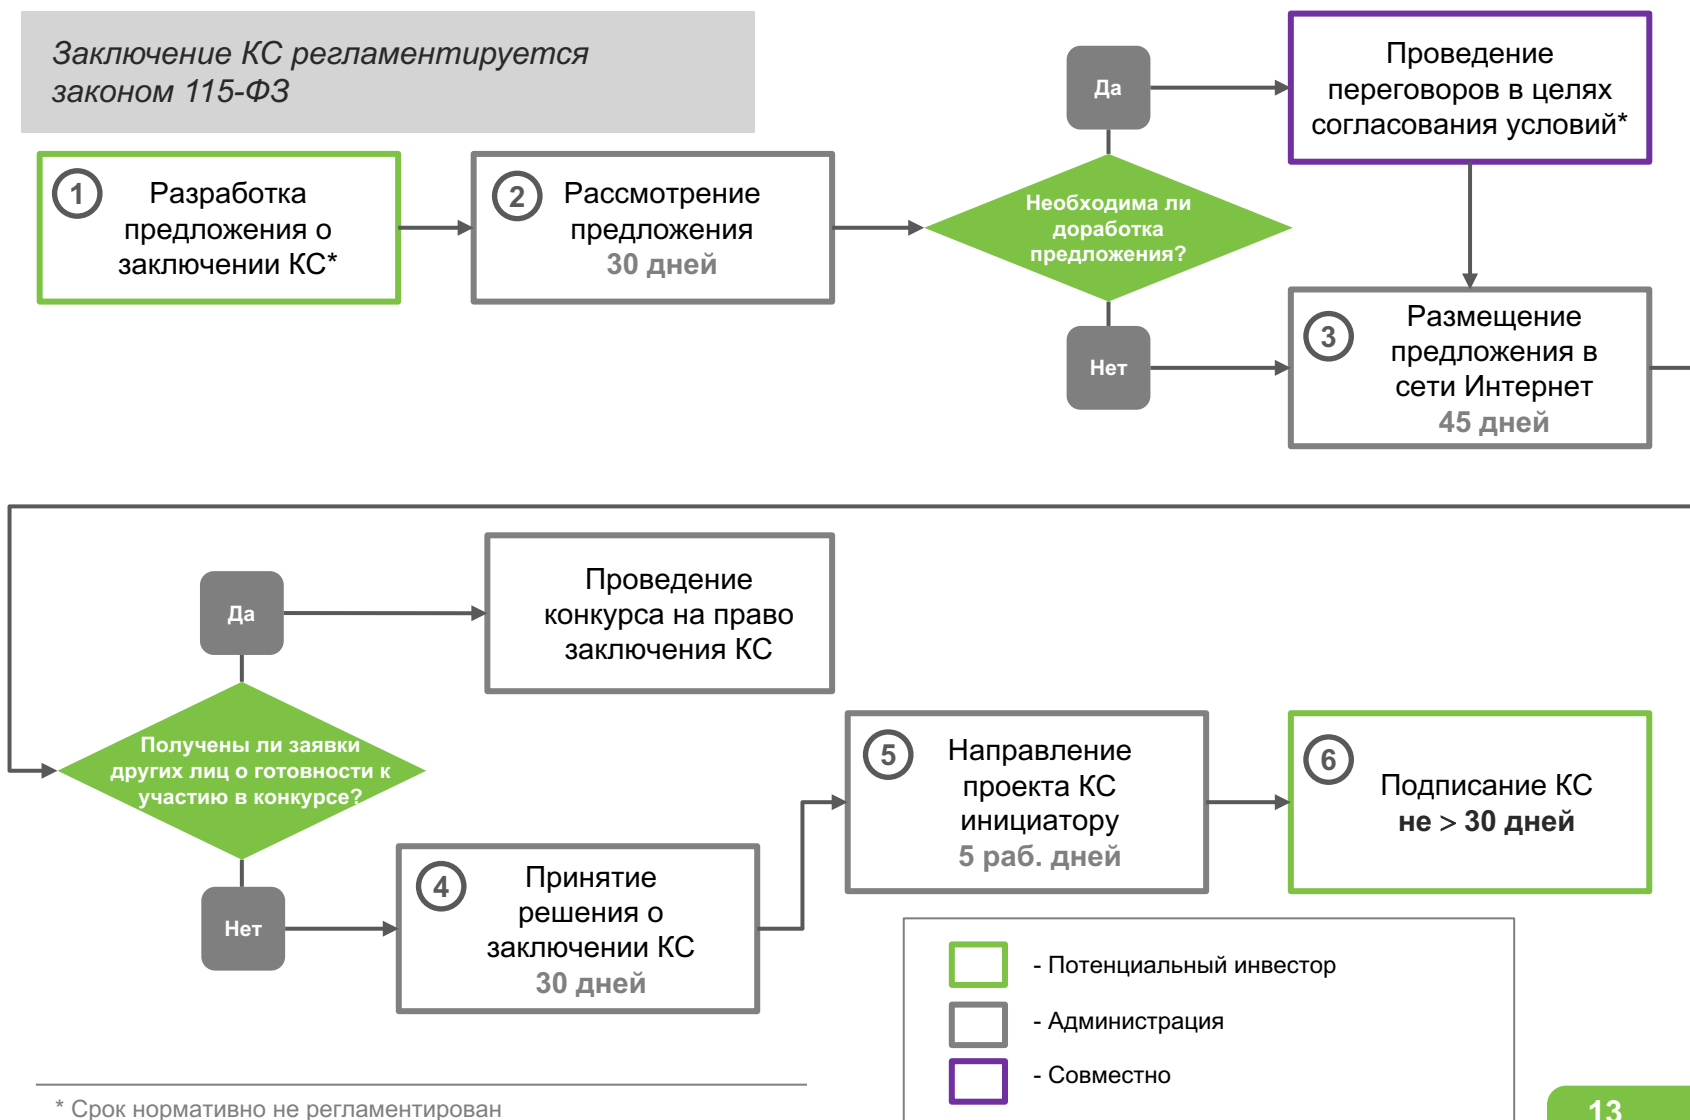 Заключение КС регламентируется
законом 115-ФЗ
1
Разработка
предложения о
заключении КС*
2
Рассмотрение
предложения
30 дней
Необходима ли
доработка
предложения?
Да
Проведение
переговоров в целях
согласования условий*
Нет
3
Размещение
предложения в
сети Интернет
45 дней
Получены ли заявки
других лиц о готовности к
участию в конкурсе?
Да
Проведение
конкурса на право
заключения КС
Нет
4
Принятие
решения о
заключении КС
30 дней
5
Направление
проекта КС
инициатору
5 раб. дней
6
Подписание КС
не > 30 дней
- Потенциальный инвестор
- Администрация
- Совместно
* Срок нормативно не регламентирован
13